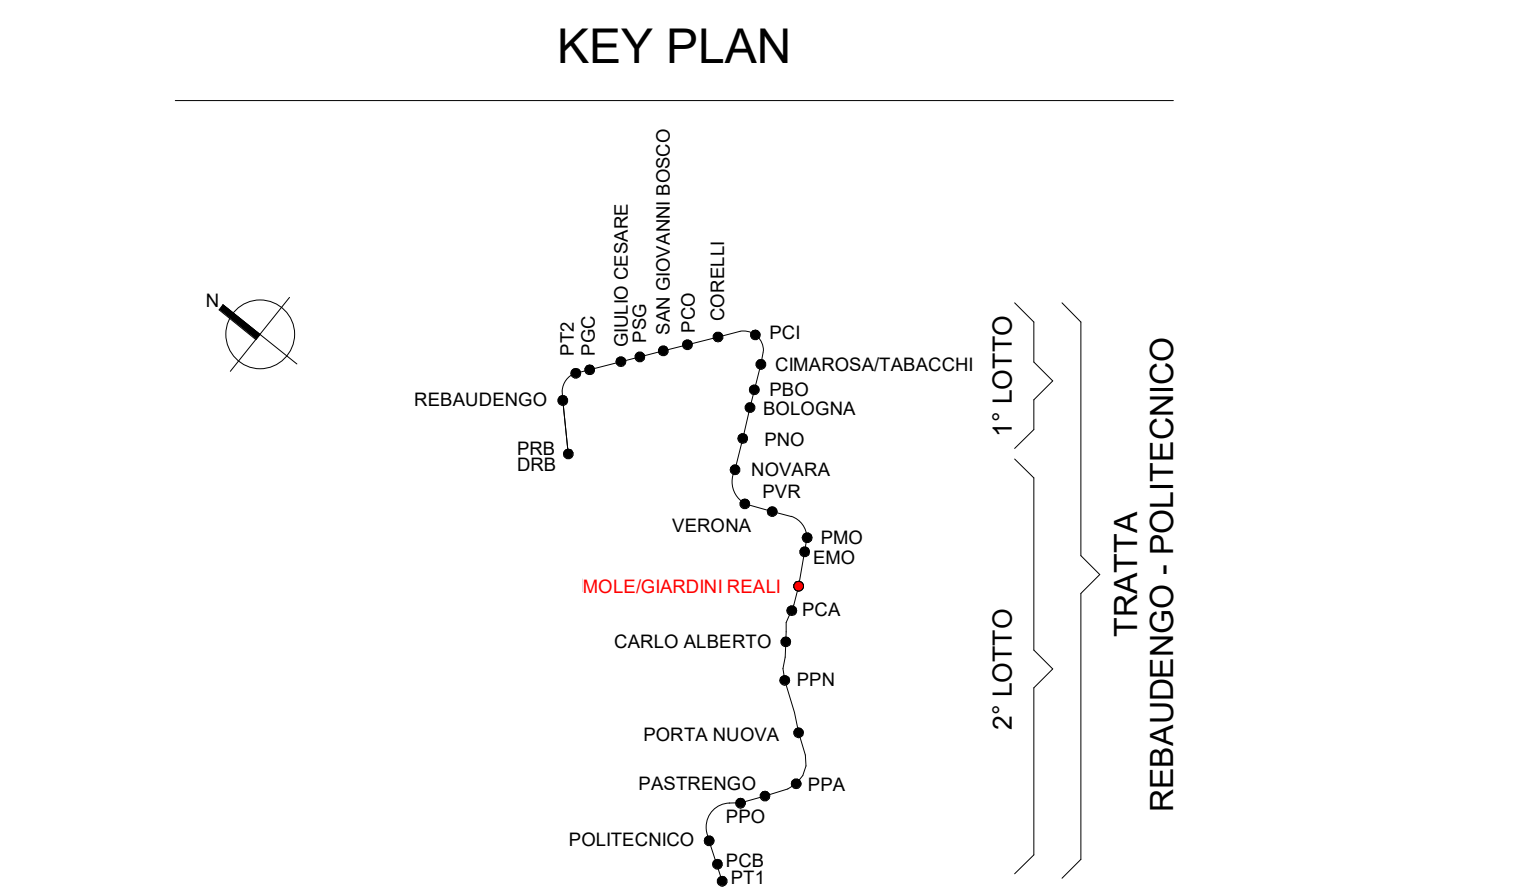 KEY PLAN
N
PT2
PGC
GIULIO CESARE
PSG
SAN GIOVANNI BOSCO
PCO
CORELLI
PCI
CIMAROSA/TABACCHI
REBAUDENGO
PBO
BOLOGNA
PRB
DRB
PNO
NOVARA
PVR
VERONA
PMO
EMO
MOLE/GIARDINI REALI
PCA
CARLO ALBERTO
PPN
PORTA NUOVA
PASTRENGO
PPA
PPO
POLITECNICO
PCB
PT1
1° LOTTO
2° LOTTO
TRATTA
REBAUDENGO - POLITECNICO